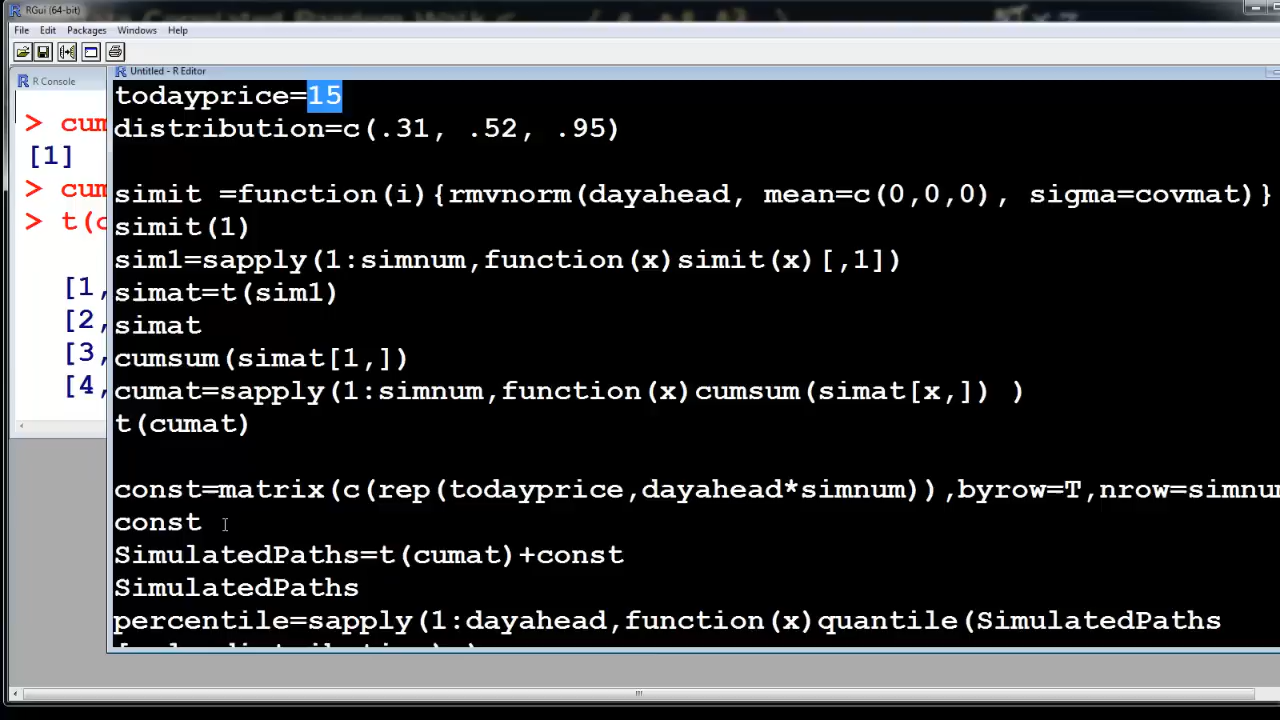 RGui (64-bit)
File Edit Packages Windows Help
R Console
Untitled - R Editor
> cum
[1]
> cum
> t(c
[1,
[2,
[3,
[4,
todayprice=15
distribution=c(.31, .52, .95)
simit =function(i){rmvnorm(dayahead, mean=c(0,0,0), sigma=covmat)}
simit(1)
sim1=sapply(1:simnum,function(x)simit(x)[,1])
simat=t(sim1)
simat
cumsum(simat[1,])
cumat=sapply(1:simnum,function(x)cumsum(simat[x,]) )
t(cumat)
const=matrix(c(rep(todayprice,dayahead*simnum)),byrow=T,nrow=simnum
const
SimulatedPaths=t(cumat)+const
SimulatedPaths
percentile=sapply(1:dayahead,function(x)quantile(SimulatedPaths